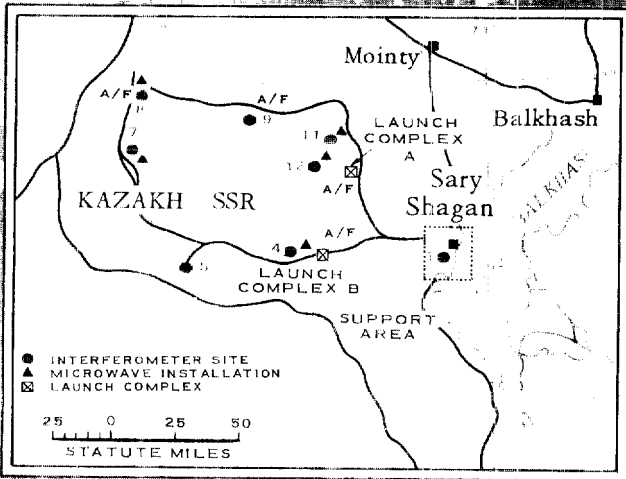 Mointy
Balkhash
A/F
8
A/F
9
7
11
12
LAUNCH
COMPLEX
A
A/F
Sary
Shagan
KAZAKH SSR
A/F
4
5
LAUNCH
COMPLEX B
SUPPORT
AREA
INTERFEROMETER SITE
MICROWAVE INSTALLATION
LAUNCH COMPLEX
25 0 25 50
STATUTE MILES